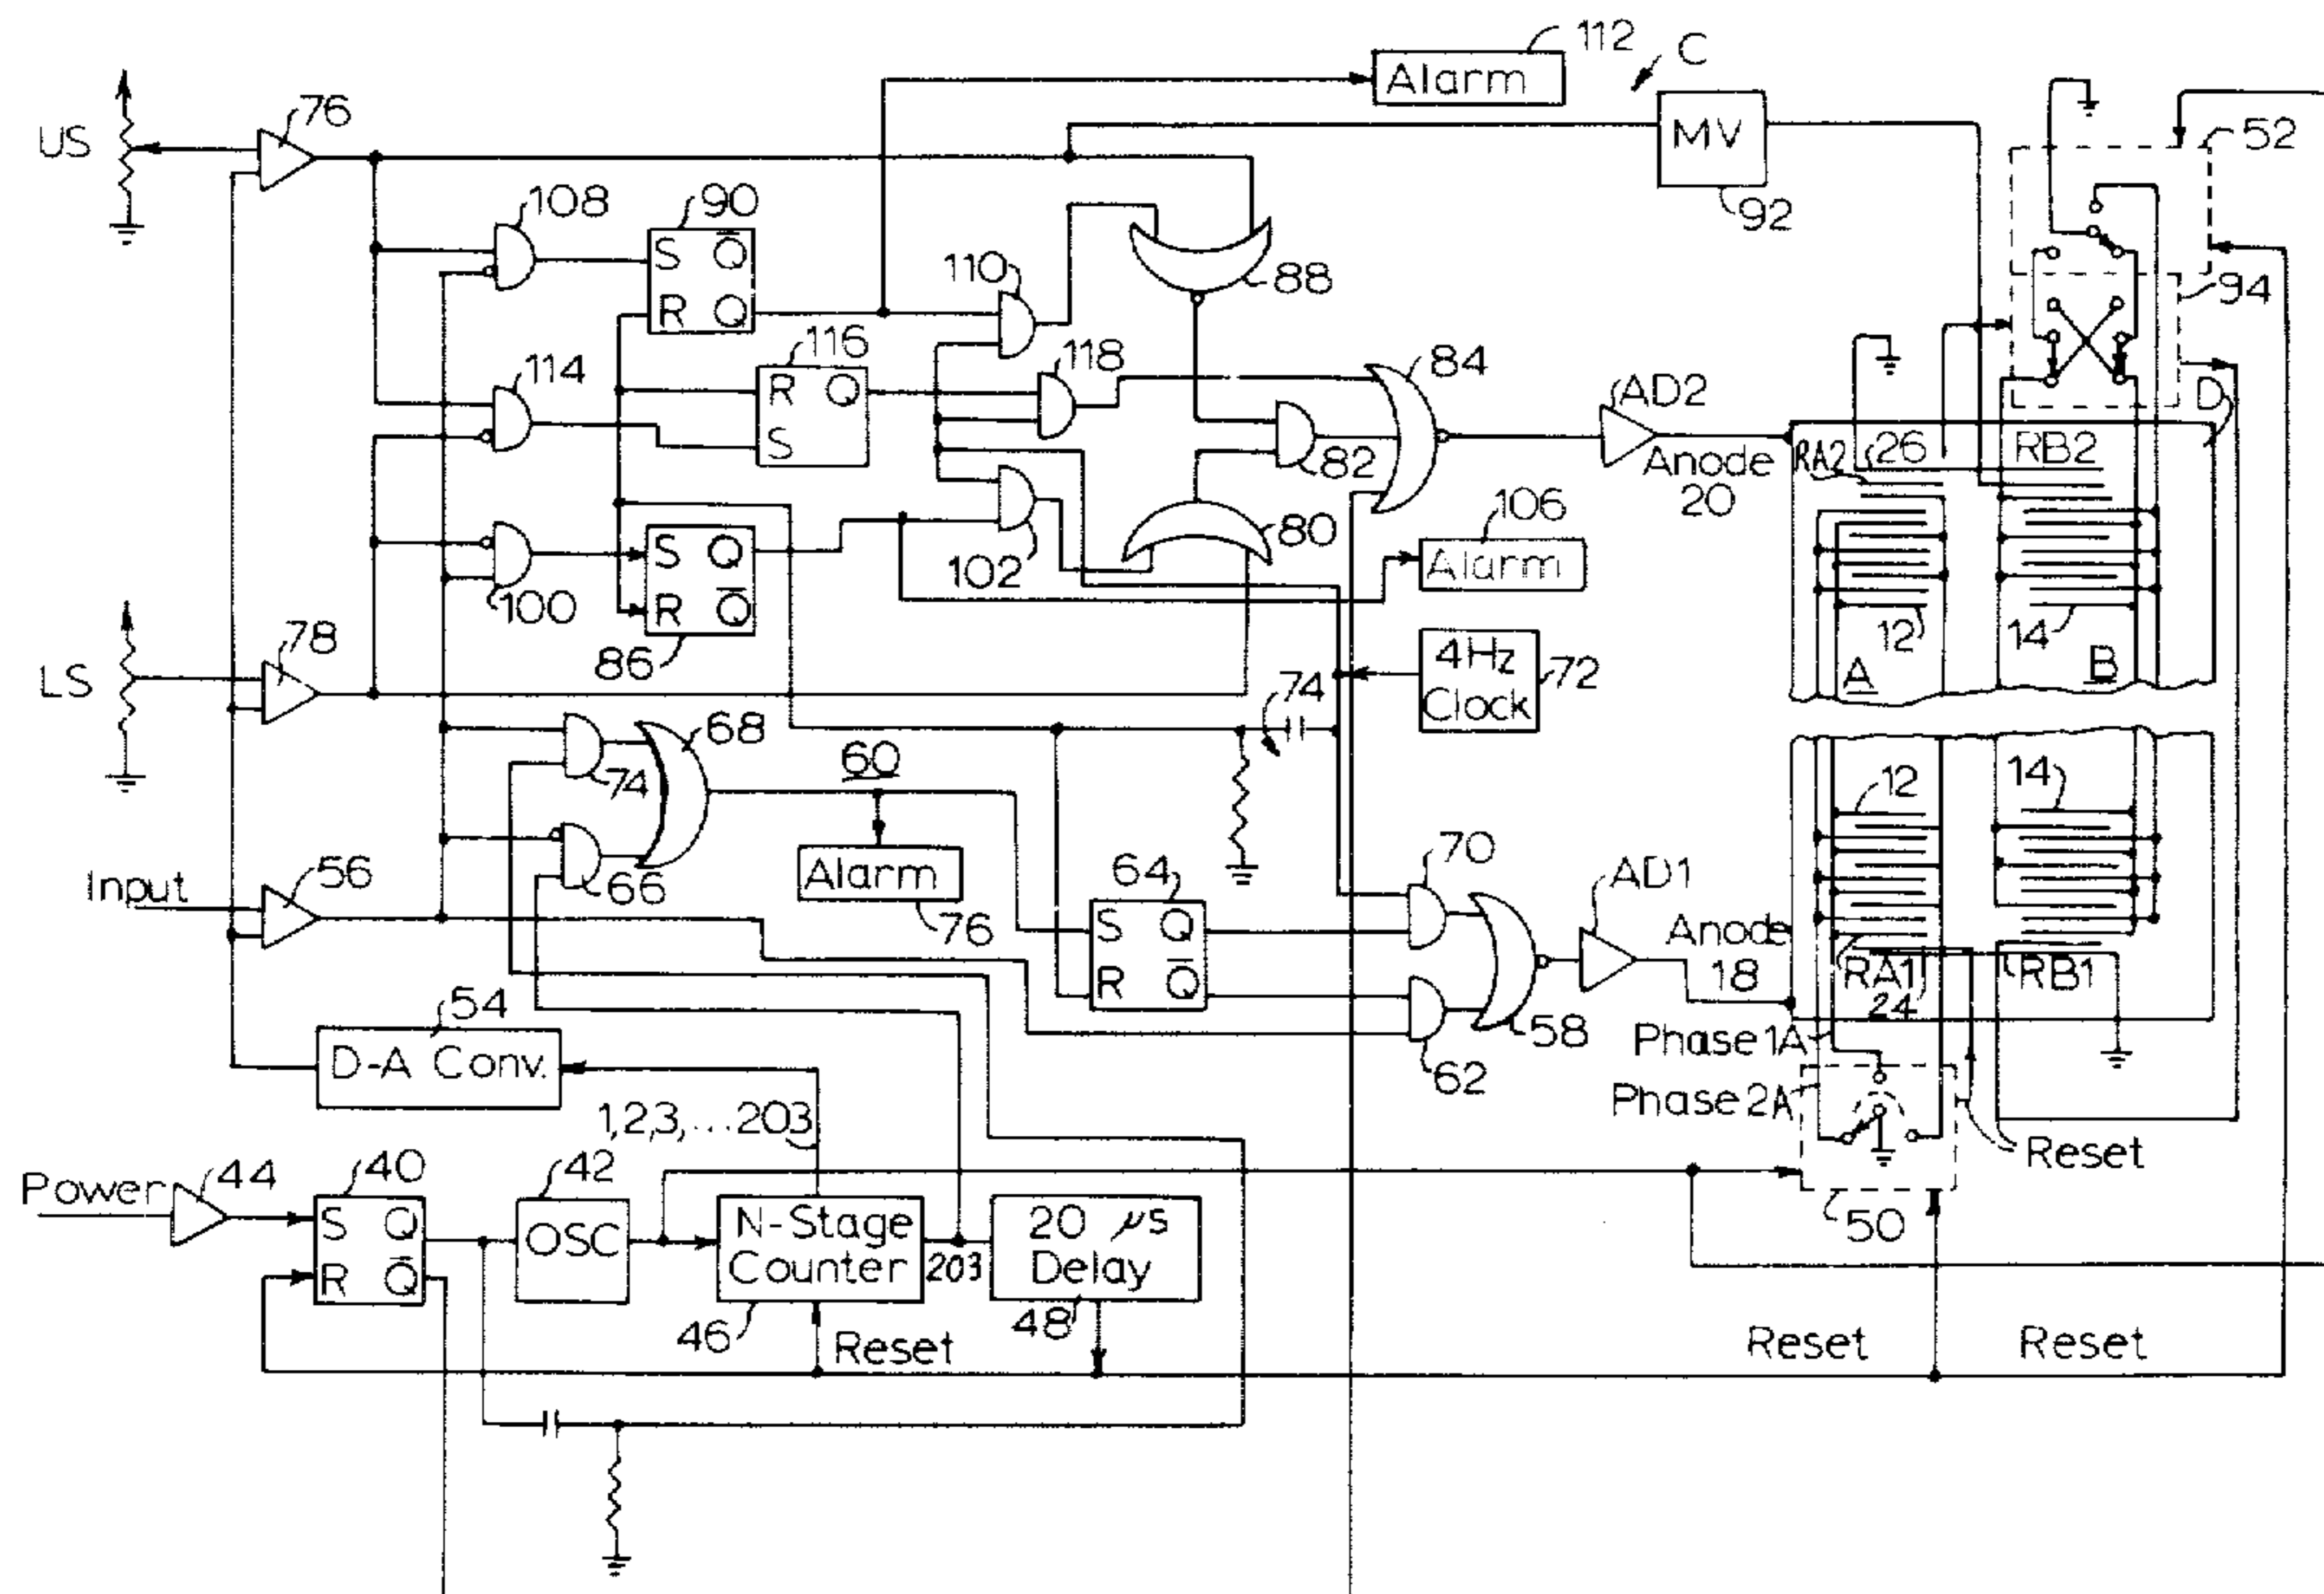 112
Alarm
C
76
US
MV
92
52
108
90
S Q̅
R Q
110
88
94
116
R Q
S
118
84
114
AD2
82
Anode
20
RA2
26
RB2
D
100
S Q
R Q̅
86
102
80
106
Alarm
12
14
LS
78
4Hz
Clock
72
74
A
B
68
74
60
66
Alarm
76
Input
56
64
S Q
R Q̅
70
62
58
AD1
Anode
18
12
14
RA1
24
RB1
54
D-A Conv.
1,2,3,...203
Phase 1A
Phase 2A
Reset
50
Power
44
40
S Q
R Q̅
42
OSC
N-Stage
Counter
46
203
20 μs
Delay
48
Reset
Reset
Reset